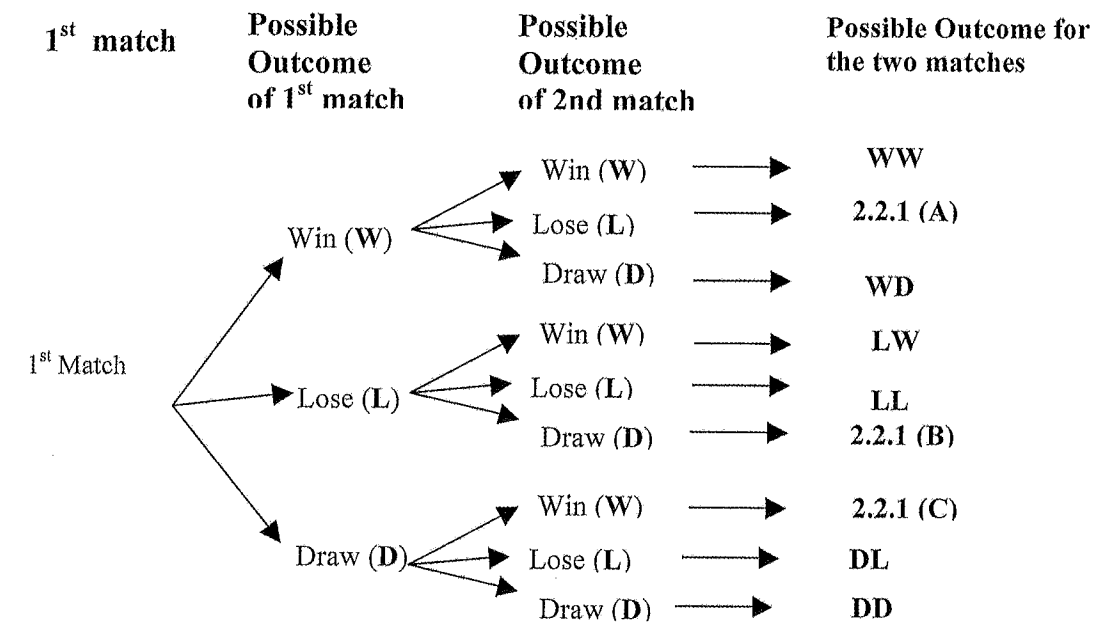 1st match
Possible Outcome of 1st match
Possible Outcome of 2nd match
Possible Outcome for the two matches
Win (W) WW
Lose (L) 2.2.1 (A)
Win (W)
Draw (D) WD
Win (W) LW
1st Match
Lose (L) LL
Lose (L)
Draw (D) 2.2.1 (B)
Win (W) 2.2.1 (C)
Draw (D)
Lose (L) DL
Draw (D) DD